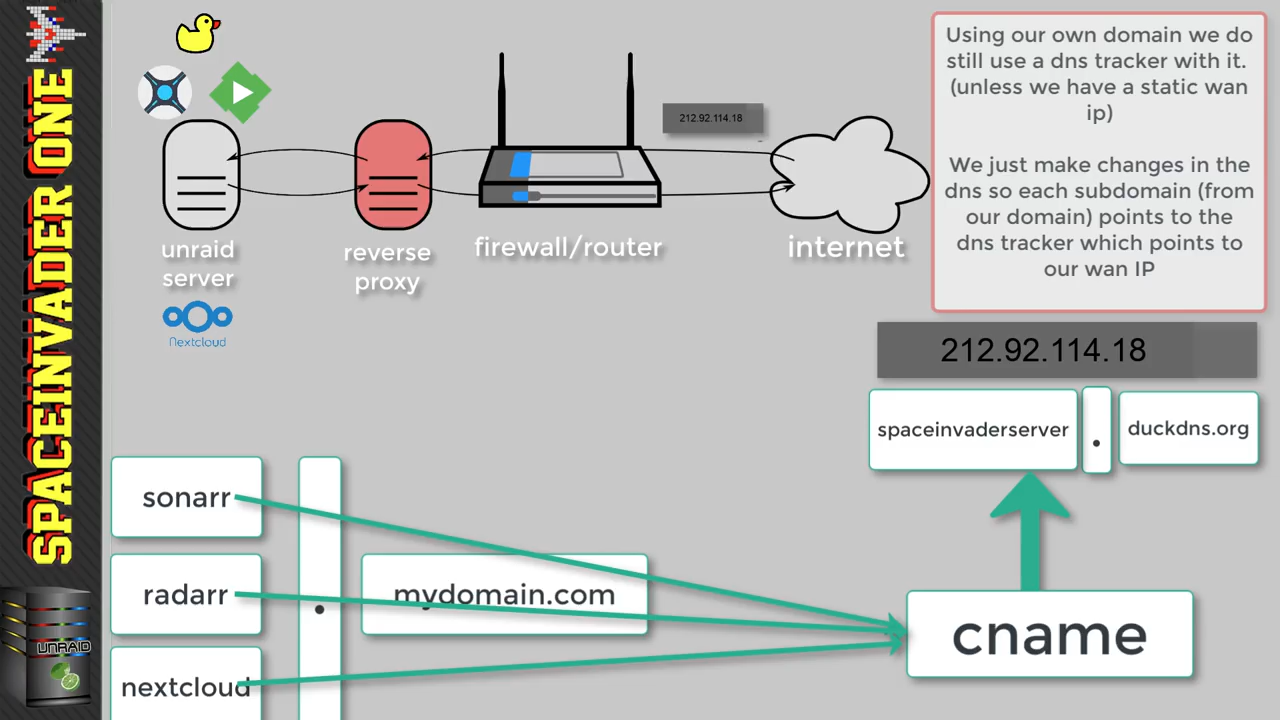 SPACEINVADER ONE
UNRAID
212.92.114.18
unraid
server
reverse
proxy
firewall/router
internet
Nextcloud
Using our own domain we do
still use a dns tracker with it.
(unless we have a static wan
ip)
We just make changes in the
dns so each subdomain (from
our domain) points to the
dns tracker which points to
our wan IP
212.92.114.18
spaceinvaderserver . duckdns.org
sonarr
radarr . mydomain.com
nextcloud
cname